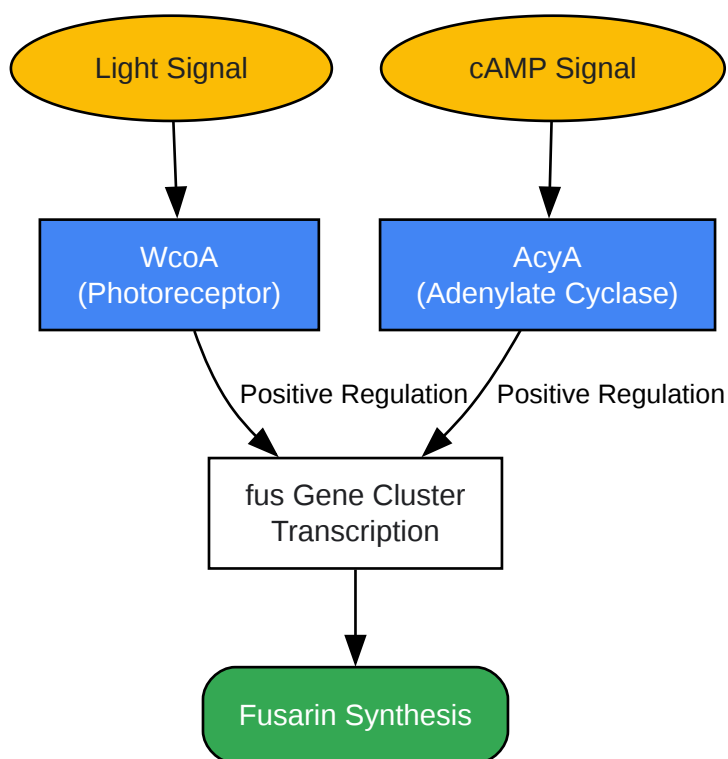 Light Signal
cAMP Signal
WcoA
(Photoreceptor)
AcyA
(Adenylate Cyclase)
Positive Regulation
Positive Regulation
fus Gene Cluster
Transcription
Fusarin Synthesis